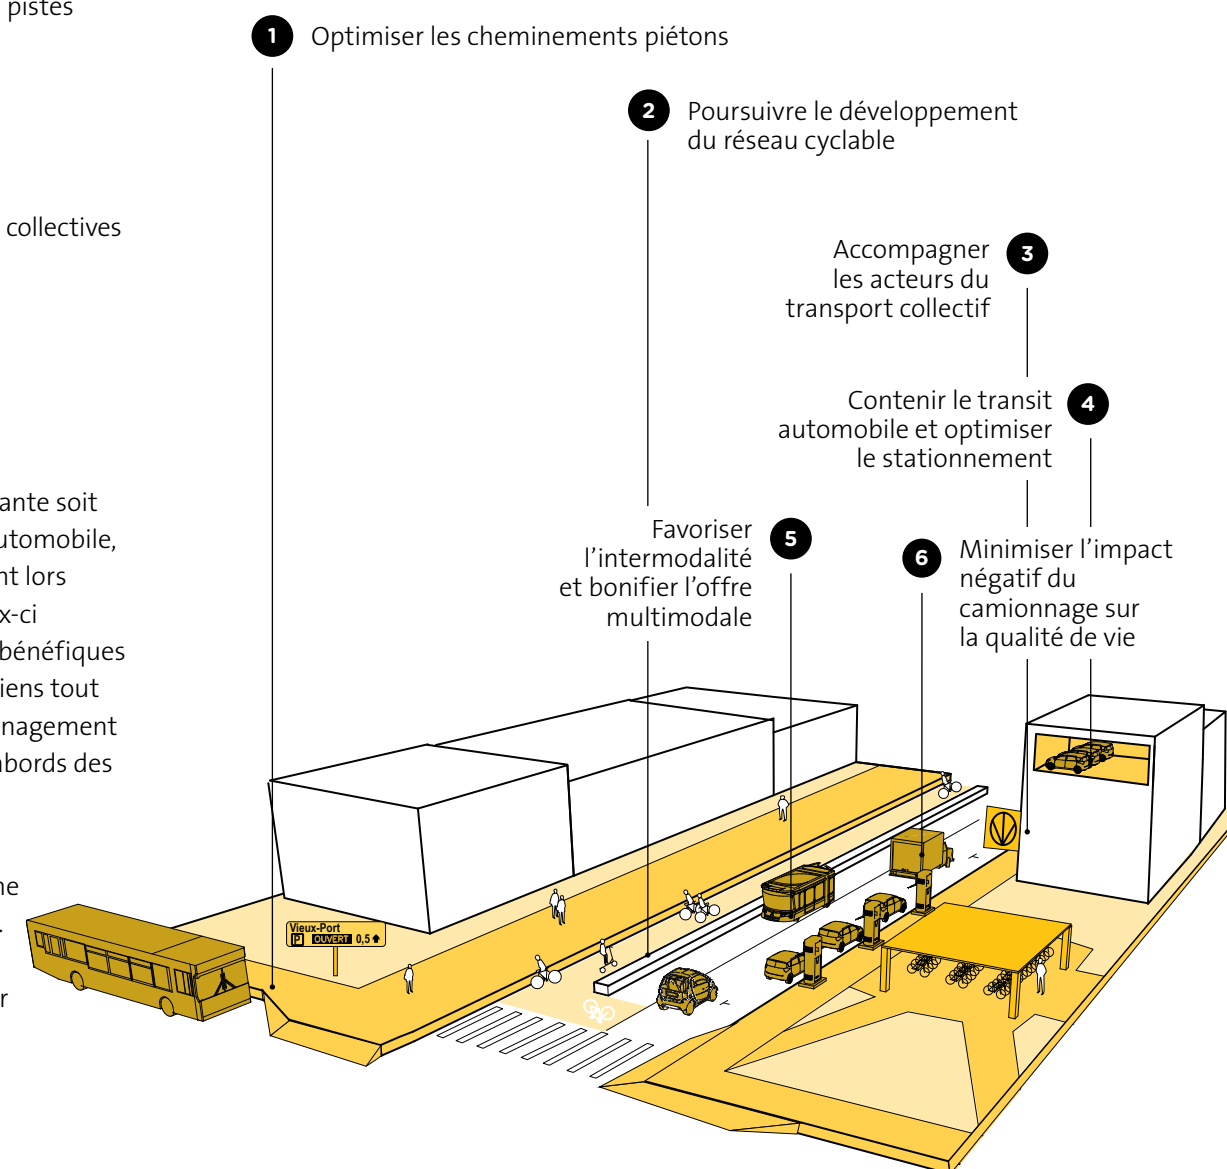 pistes
collectives
ante soit
utomobile,
nt lors
x-ci
bénéfiques
iens tout
nagement
abords des
ne
r
1 Optimiser les cheminements piétons
2 Poursuivre le développement
du réseau cyclable
Accompagner 3
les acteurs du
transport collectif
Contenir le transit 4
automobile et optimiser
le stationnement
Favoriser 5
l'intermodalité
et bonifier l'offre
multimodale
6 Minimiser l'impact
négatif du
camionnage sur
la qualité de vie
Vieux-Port
P OUVERT 0,5